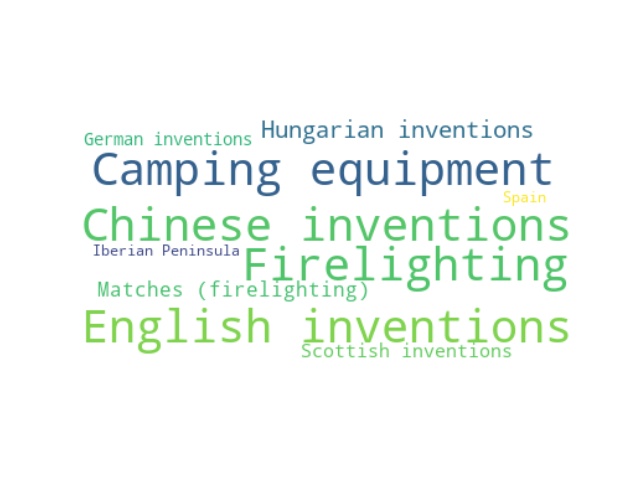 Hungarian inventions
German inventions
Camping equipment
Spain
Chinese inventions
Iberian Peninsula
Firelighting
Matches (firelighting)
English inventions
Scottish inventions